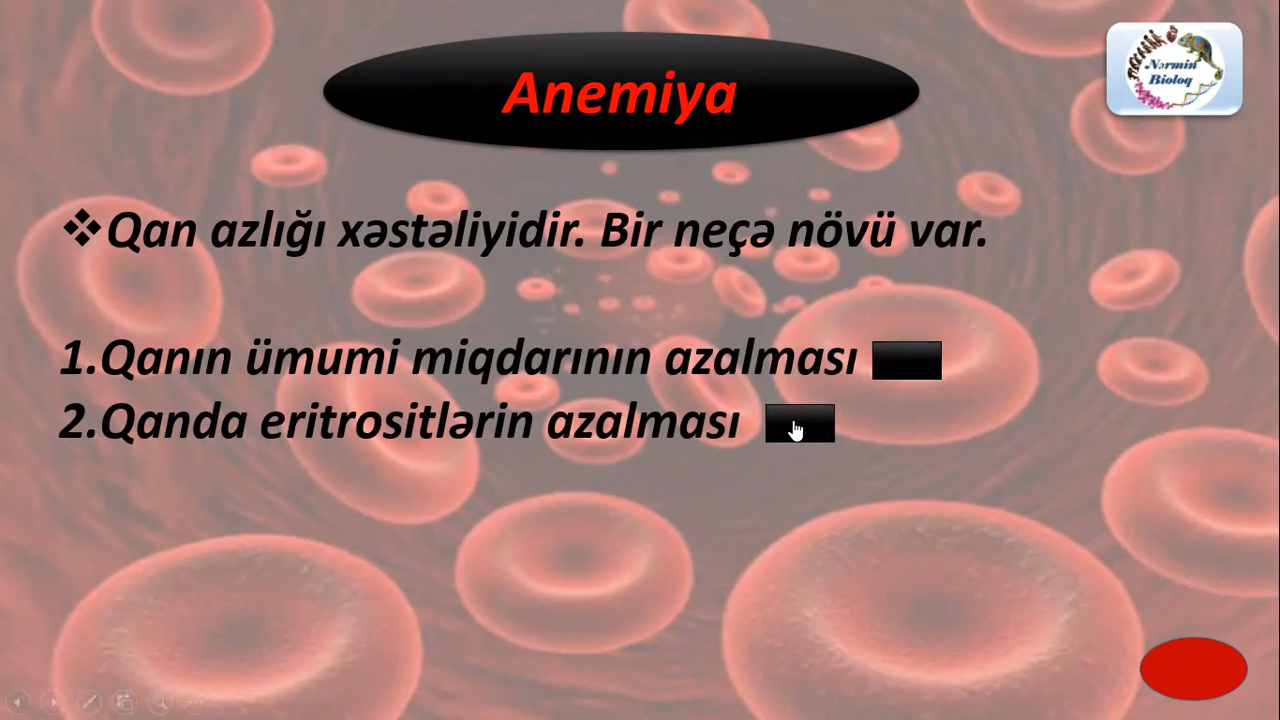 Anemiya
Nərmin
Bioloq
❖Qan azlığı xəstəliyidir. Bir neçə növü var.
1.Qanın ümumi miqdarının azalması
2.Qanda eritrositlərin azalması